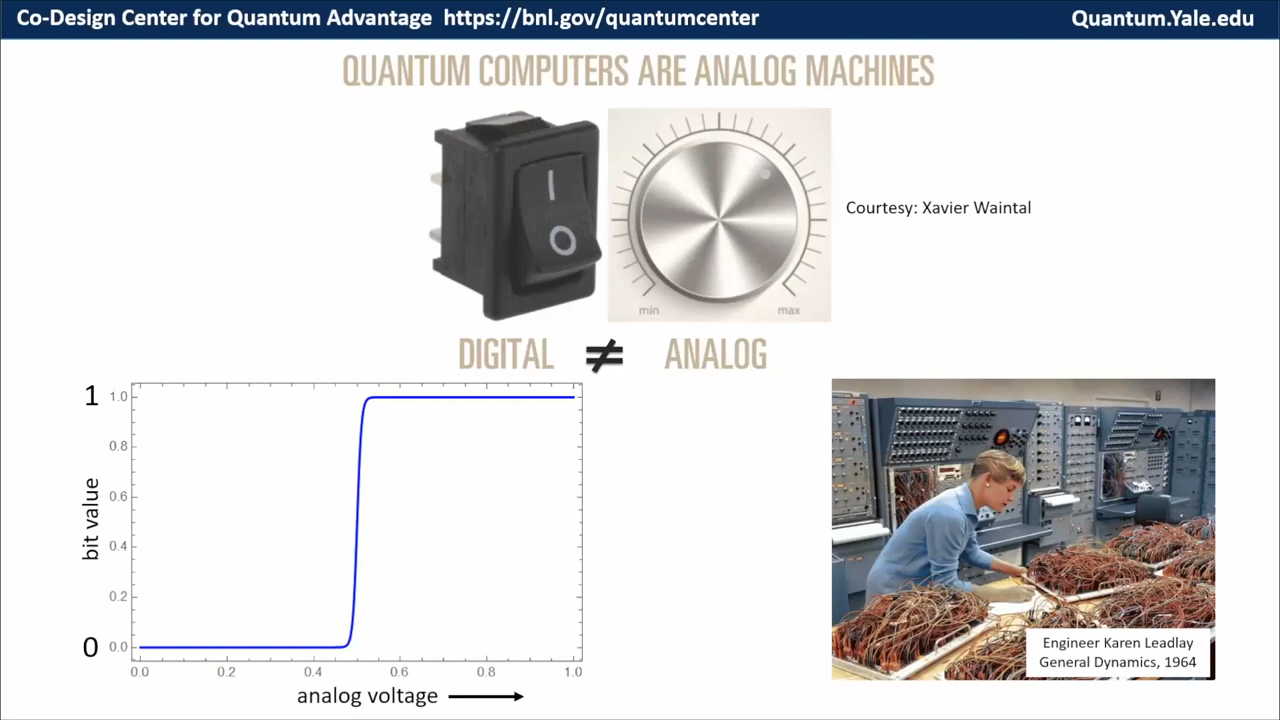 Co-Design Center for Quantum Advantage https://bnl.gov/quantumcenter
Quantum.Yale.edu
QUANTUM COMPUTERS ARE ANALOG MACHINES
min
max
Courtesy: Xavier Waintal
DIGITAL ≠ ANALOG
1
1.0
0.8
0.6
0.4
0.2
0
0.0
bit value
0.0 0.2 0.4 0.6 0.8 1.0
analog voltage
Engineer Karen Leadlay
General Dynamics, 1964